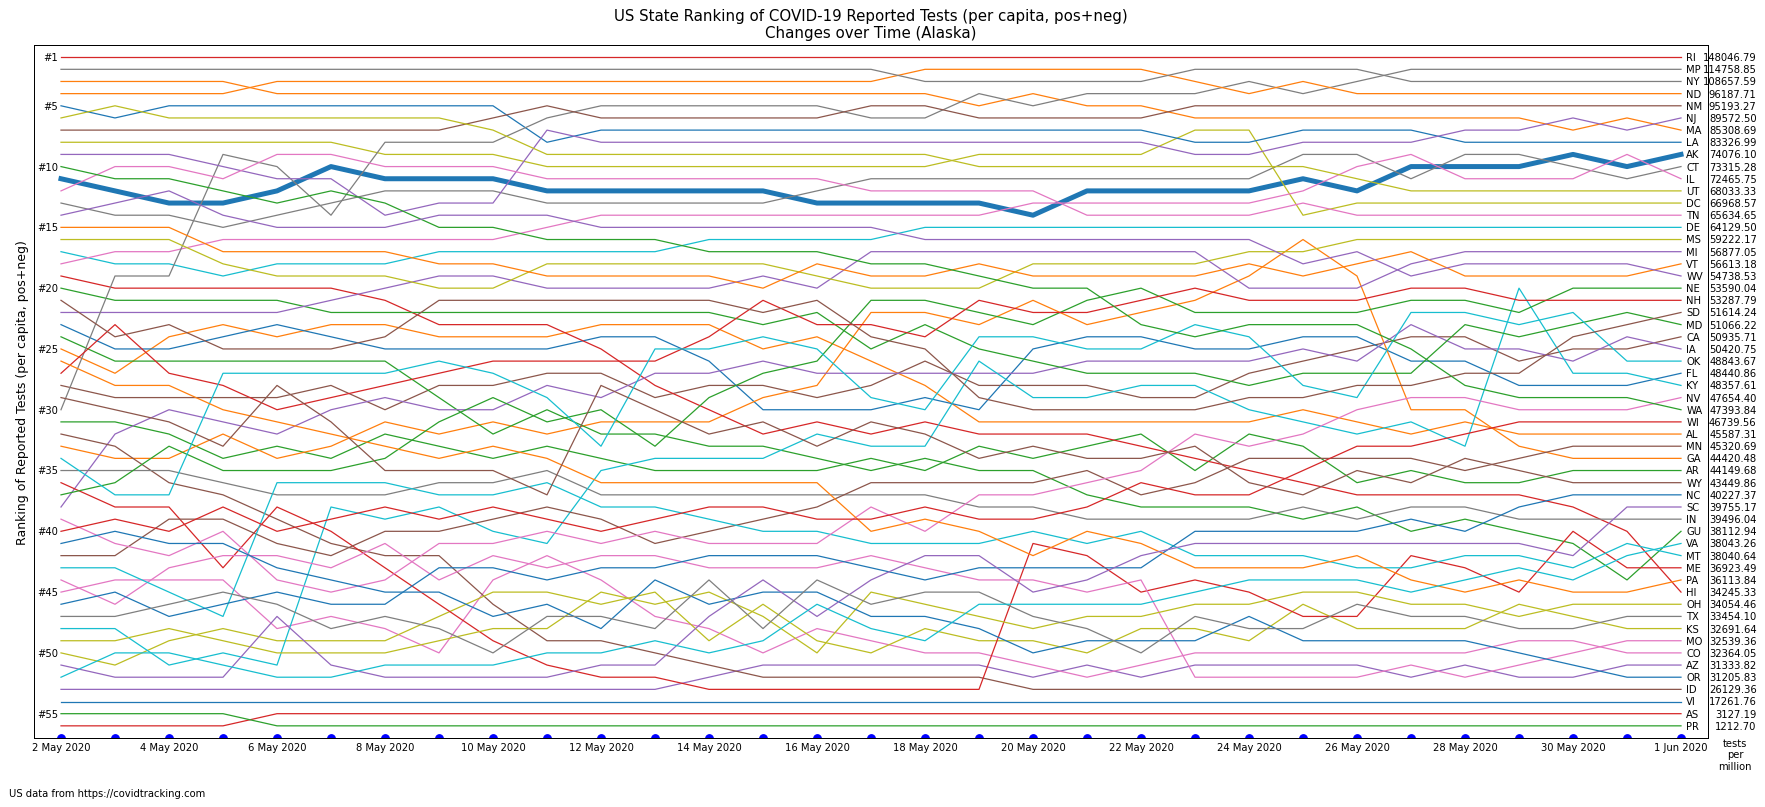 US State Ranking of COVID-19 Reported Tests (per capita, pos+neg)
Changes over Time (Alaska)
Ranking of Reported Tests (per capita, pos+neg)
#1
#5
#10
#15
#20
#25
#30
#35
#40
#45
#50
#55
RI 148046.79
MP 114758.85
NY 108657.59
ND 96187.71
NM 95193.27
NJ 89572.50
MA 85308.69
LA 83326.99
AK 74076.10
CT 73315.28
IL 72465.75
UT 68033.33
DC 66968.57
TN 65634.65
DE 64129.50
MS 59222.17
MI 56877.05
VT 56613.18
WV 54738.53
NE 53590.04
NH 53287.79
SD 51614.24
MD 51066.22
CA 50935.71
IA 50420.75
OK 48843.67
FL 48440.86
KY 48357.61
NV 47654.40
WA 47393.84
WI 46739.56
AL 45587.31
MN 45320.69
GA 44420.48
AR 44149.68
WY 43449.86
NC 40227.37
SC 39755.17
IN 39496.04
GU 38112.94
VA 38043.26
MT 38040.64
ME 36923.49
PA 36113.84
HI 34245.33
OH 34054.46
TX 33454.10
KS 32691.64
MO 32539.36
CO 32364.05
AZ 31333.82
OR 31205.83
ID 26129.36
VI 17261.76
AS 3127.19
PR 1212.70
2 May 2020 4 May 2020 6 May 2020 8 May 2020 10 May 2020 12 May 2020 14 May 2020 16 May 2020 18 May 2020 20 May 2020 22 May 2020 24 May 2020 26 May 2020 28 May 2020 30 May 2020 1 Jun 2020
tests
per
million
US data from https://covidtracking.com